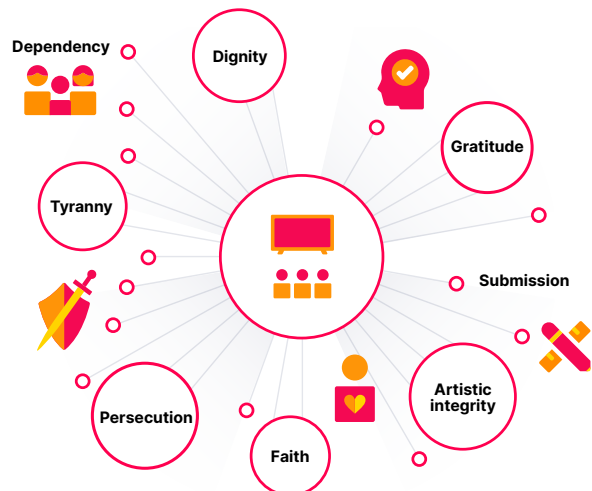 Dependency
Dignity
Gratitude
Tyranny
Submission
Artistic
integrity
Persecution
Faith